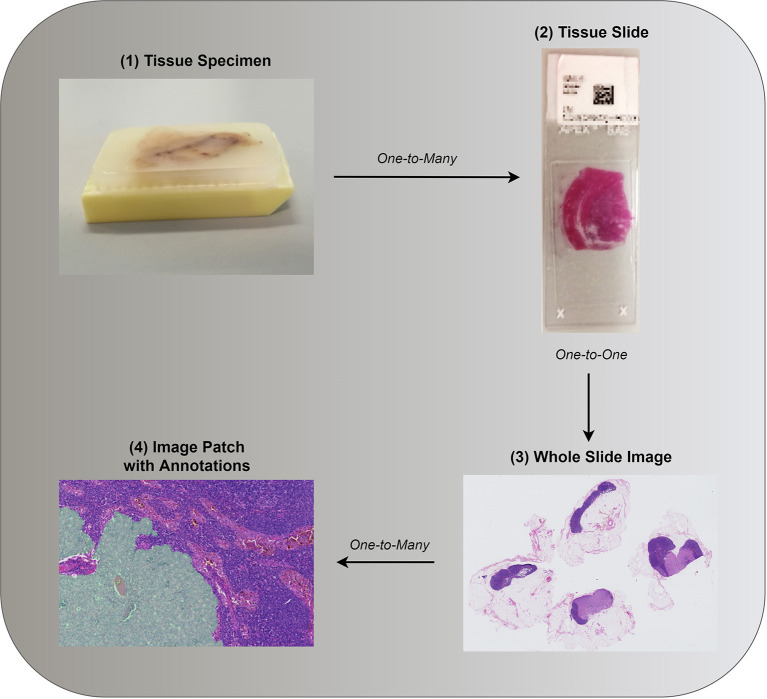 (1) Tissue Specimen
(2) Tissue Slide
One-to-Many
X X
One-to-One
(3) Whole Slide Image
(4) Image Patch
with Annotations
One-to-Many